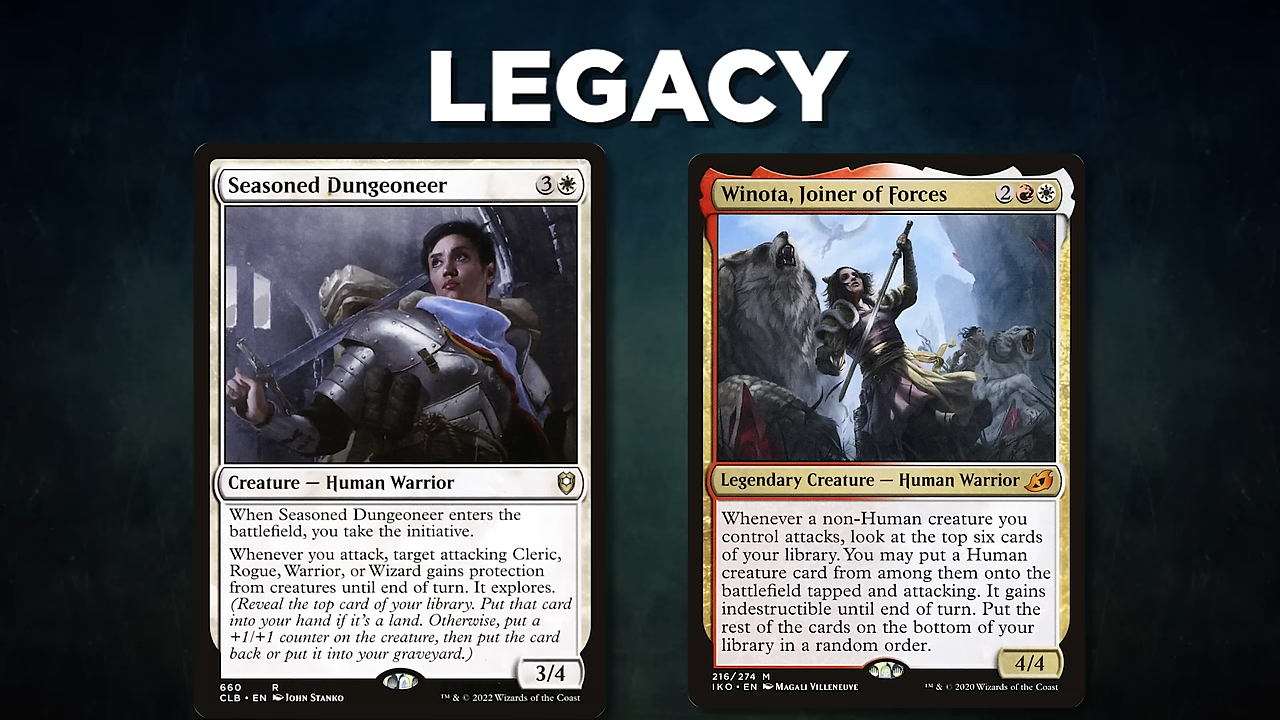 LEGACY
Seasoned Dungeoneer 3
Creature — Human Warrior
When Seasoned Dungeoneer enters the
battlefield, you take the initiative.
Whenever you attack, target attacking Cleric,
Rogue, Warrior, or Wizard gains protection
from creatures until end of turn. It explores.
(Reveal the top card of your library. Put that card
into your hand if it's a land. Otherwise, put a
+1/+1 counter on the creature, then put the card
back or put it into your graveyard.)
3/4
660 R
CLB • EN JOHN STANKO
™ & © 2022 Wizards of the Coast
Winota, Joiner of Forces 2
Legendary Creature — Human Warrior
Whenever a non-Human creature you
control attacks, look at the top six cards
of your library. You may put a Human
creature card from among them onto the
battlefield tapped and attacking. It gains
indestructible until end of turn. Put the
rest of the cards on the bottom of your
library in a random order.
4/4
216/274 M
IKO • EN MAGALI VILLENEUVE
™ & © 2020 Wizards of the Coast